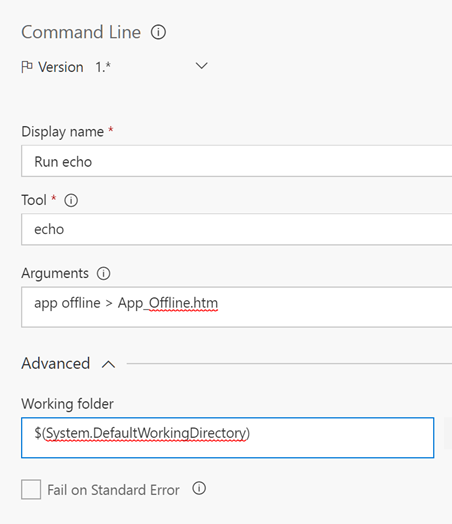 Command Line
Version 1.*
Display name *
Run echo
Tool *
echo
Arguments
app offline > App_Offline.htm
Advanced
Working folder
$(System.DefaultWorkingDirectory)
Fail on Standard Error